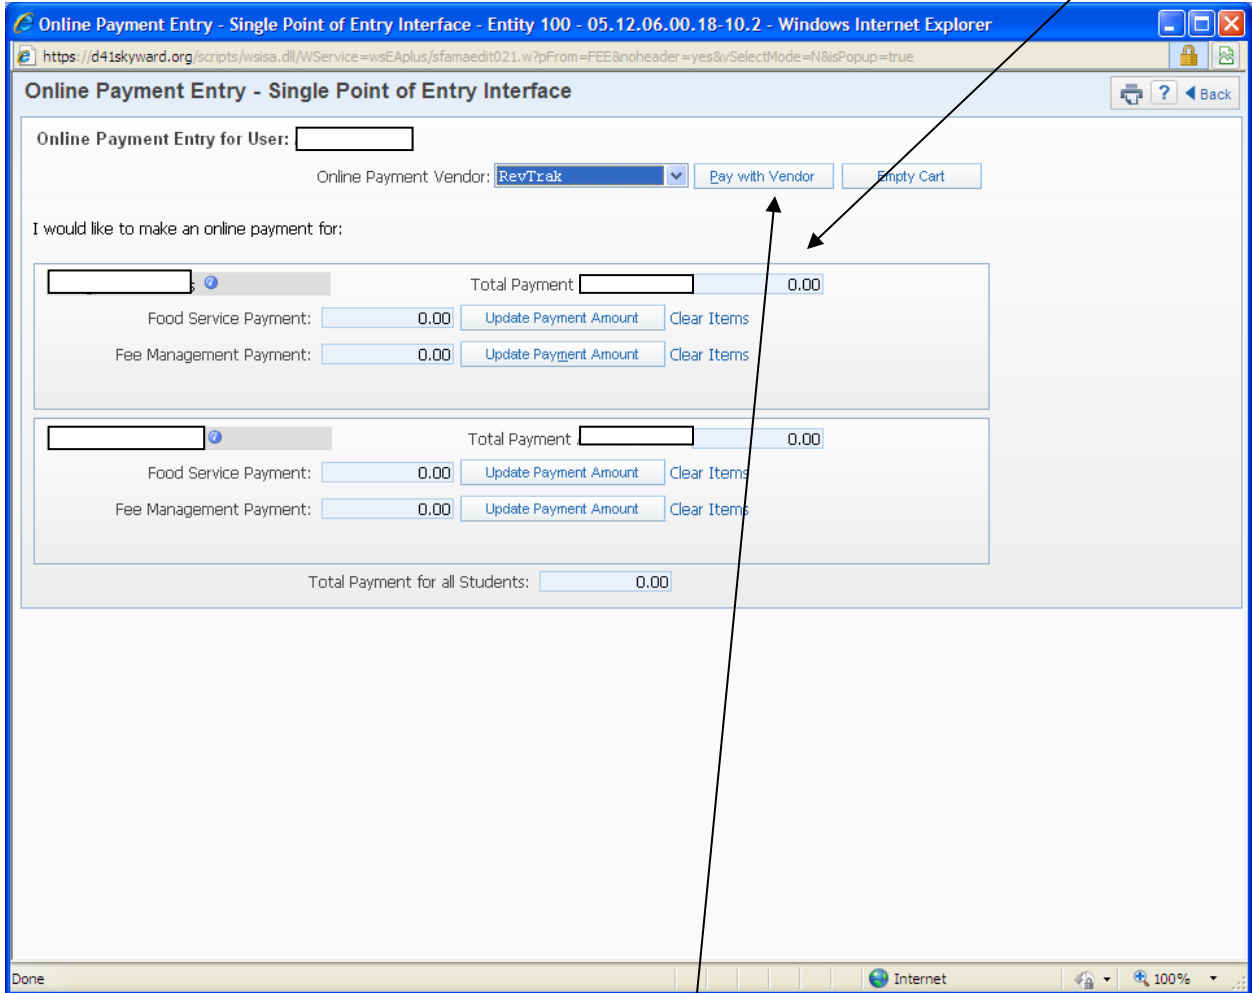 Online Payment Entry - Single Point of Entry Interface - Entity 100 - 05.12.06.00.18-10.2 - Windows Internet Explorer
https://d41skyward.org/scripts/wsisa.dll/WService=wsEAplus/sfamaedit021.w?pFrom=FEE&noheader=yes&vSelectMode=N&isPopup=true
Online Payment Entry - Single Point of Entry Interface
? Back
Online Payment Entry for User:
Online Payment Vendor: RevTrak Pay with Vendor Empty Cart
I would like to make an online payment for:
Total Payment 0.00
Food Service Payment: 0.00 Update Payment Amount Clear Items
Fee Management Payment: 0.00 Update Payment Amount Clear Items
Total Payment 0.00
Food Service Payment: 0.00 Update Payment Amount Clear Items
Fee Management Payment: 0.00 Update Payment Amount Clear Items
Total Payment for all Students: 0.00
Done Internet 100%